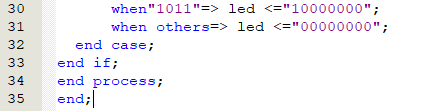 30 when"1011"=> led <="10000000";
31 when others=> led <="00000000";
32 end case;
33 end if;
34 end process;
35 end;